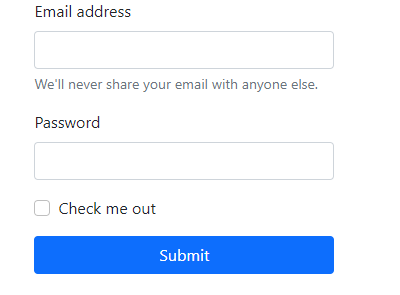 Email address
We'll never share your email with anyone else.
Password
Check me out
Submit